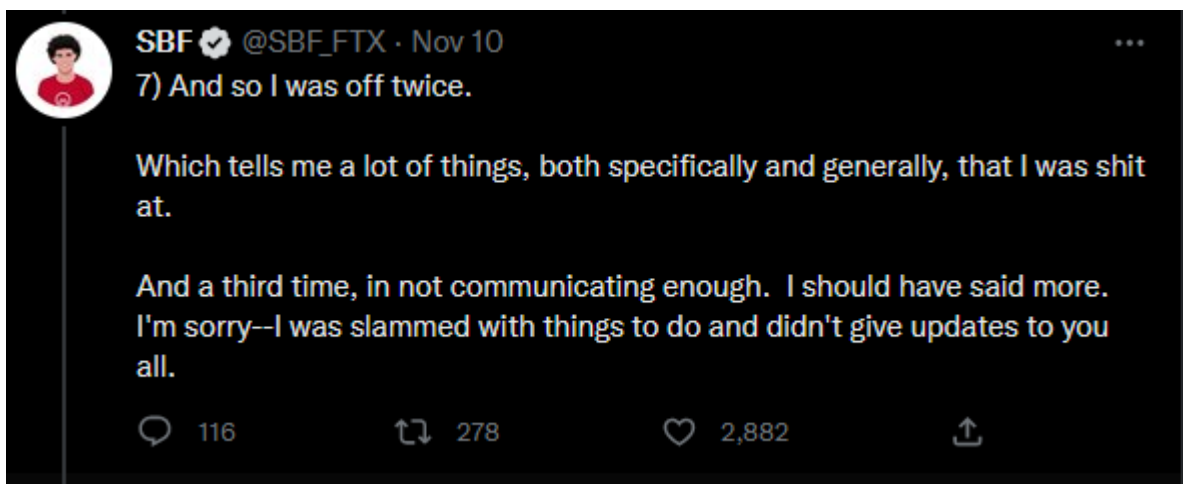 SBF @SBF_FTX · Nov 10
7) And so I was off twice.
Which tells me a lot of things, both specifically and generally, that I was shit
at.
And a third time, in not communicating enough.  I should have said more.
I'm sorry--I was slammed with things to do and didn't give updates to you
all.
116 278 2,882